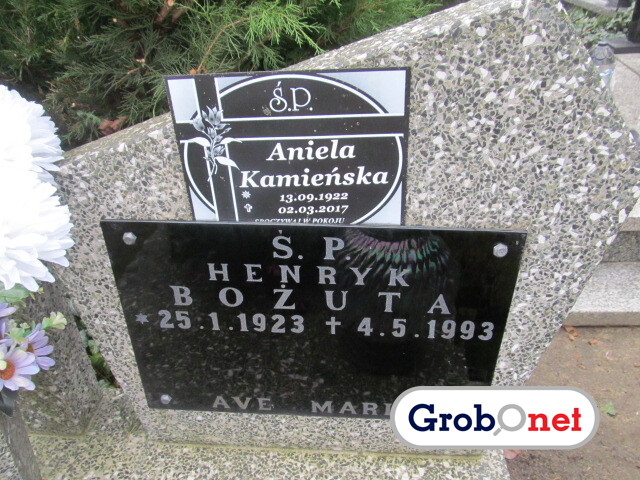 Ś.P.
Aniela
Kamieńska
✳ 13.09.1922
✞ 02.03.2017
SPOCZYWAJ W POKOJU
Ś. P
HENRYK
BOŻUTA
* 25.1.1923 † 4.5.1993
AVE
GrobOnet